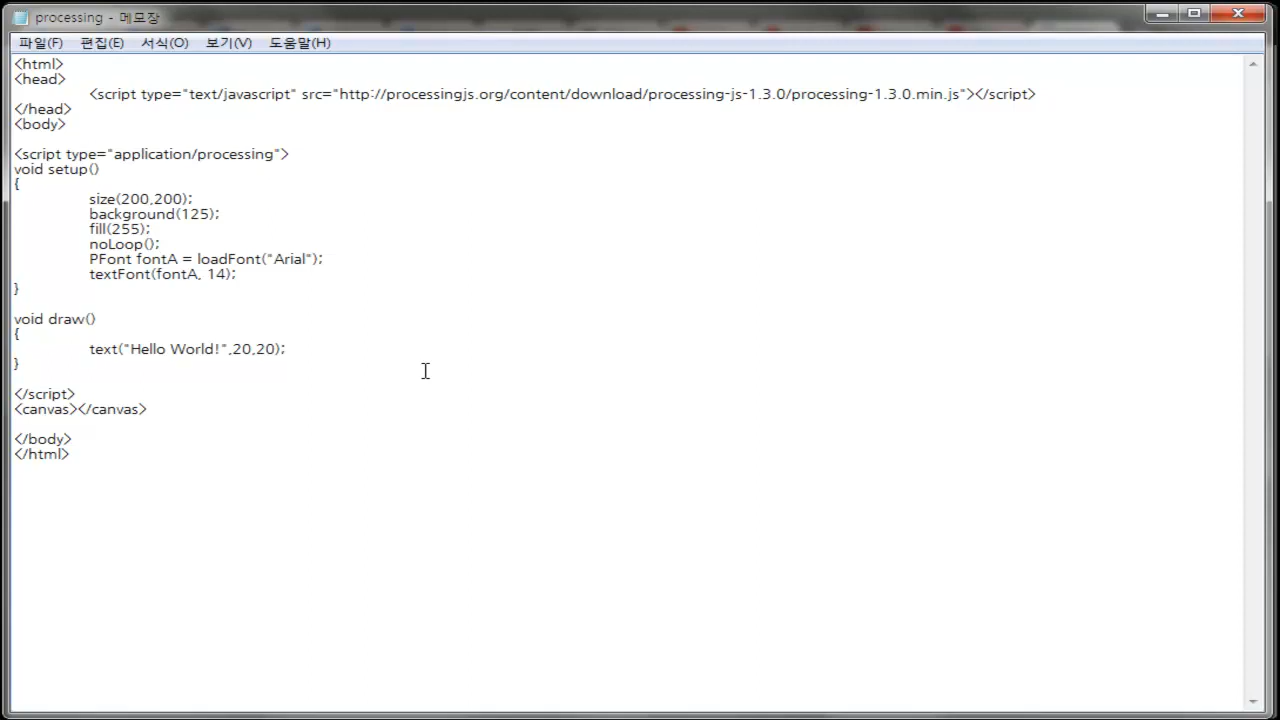 processing - 메모장
파일(F) 편집(E) 서식(O) 보기(V) 도움말(H)
<html>
<head>
<script type="text/javascript" src="http://processingjs.org/content/download/processing-js-1.3.0/processing-1.3.0.min.js"></script>
</head>
<body>
<script type="application/processing">
void setup()
{
size(200,200);
background(125);
fill(255);
noLoop();
PFont fontA = loadFont("Arial");
textFont(fontA, 14);
}
void draw()
{
text("Hello World!",20,20);
}
</script>
<canvas></canvas>
</body>
</html>